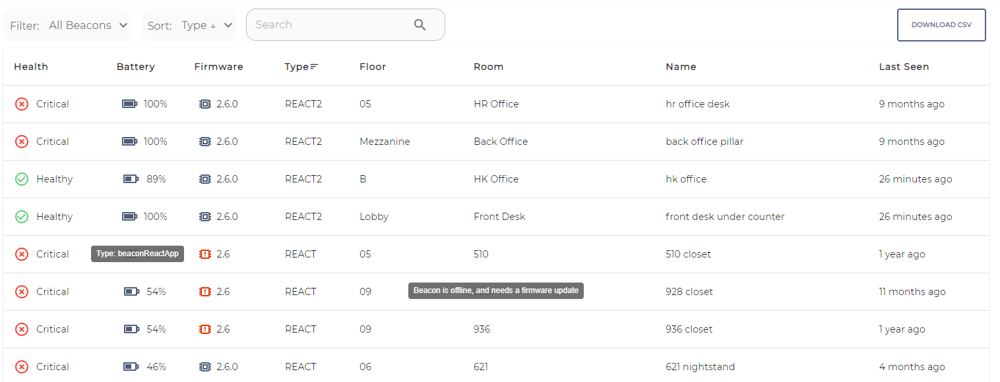 Filter: All Beacons Sort: Type ↓ Search DOWNLOAD CSV
Health Battery Firmware Type Floor Room Name Last Seen
Critical 100% 2.6.0 REACT2 05 HR Office hr office desk 9 months ago
Critical 100% 2.6.0 REACT2 Mezzanine Back Office back office pillar 9 months ago
Healthy 89% 2.6.0 REACT2 B HK Office hk office 26 minutes ago
Healthy 100% 2.6.0 REACT2 Lobby Front Desk front desk under counter 26 minutes ago
Critical Type: beaconReactApp 2.6 REACT 05 510 510 closet 1 year ago
Critical 54% 2.6 REACT 09 Beacon is offline, and needs a firmware update 928 closet 11 months ago
Critical 54% 2.6 REACT 09 936 936 closet 1 year ago
Critical 46% 2.6.0 REACT 06 621 621 nightstand 4 months ago